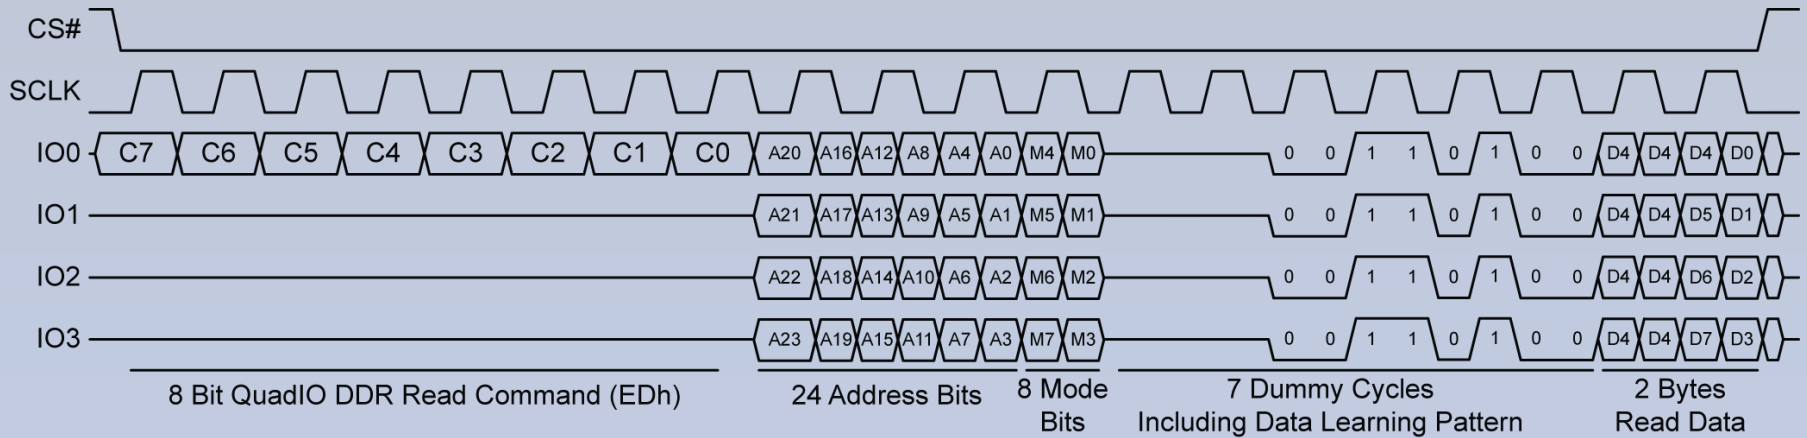 CS#
SCLK
IO0 C7 C6 C5 C4 C3 C2 C1 C0 A20 A16 A12 A8 A4 A0 M4 M0 0 0 1 1 0 1 0 0 D4 D4 D4 D0
IO1 A21 A17 A13 A9 A5 A1 M5 M1 0 0 1 1 0 1 0 0 D4 D4 D5 D1
IO2 A22 A18 A14 A10 A6 A2 M6 M2 0 0 1 1 0 1 0 0 D4 D4 D6 D2
IO3 A23 A19 A15 A11 A7 A3 M7 M3 0 0 1 1 0 1 0 0 D4 D4 D7 D3
8 Bit QuadIO DDR Read Command (EDh)
24 Address Bits
8 Mode
Bits
7 Dummy Cycles
Including Data Learning Pattern
2 Bytes
Read Data